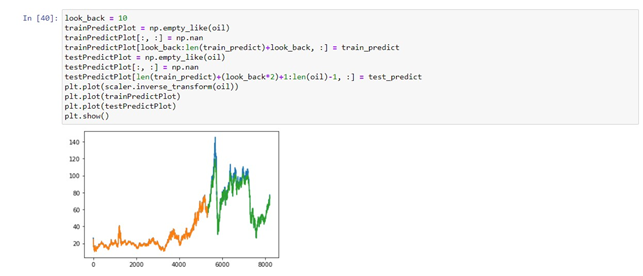 In [40]: look_back = 10
trainPredictPlot = np.empty_like(oil)
trainPredictPlot[:, :] = np.nan
trainPredictPlot[look_back:len(train_predict)+look_back, :] = train_predict
testPredictPlot = np.empty_like(oil)
testPredictPlot[:, :] = np.nan
testPredictPlot[len(train_predict)+(look_back*2)+1:len(oil)-1, :] = test_predict
plt.plot(scaler.inverse_transform(oil))
plt.plot(trainPredictPlot)
plt.plot(testPredictPlot)
plt.show()
140
120
100
80
60
40
20
0 2000 4000 6000 8000